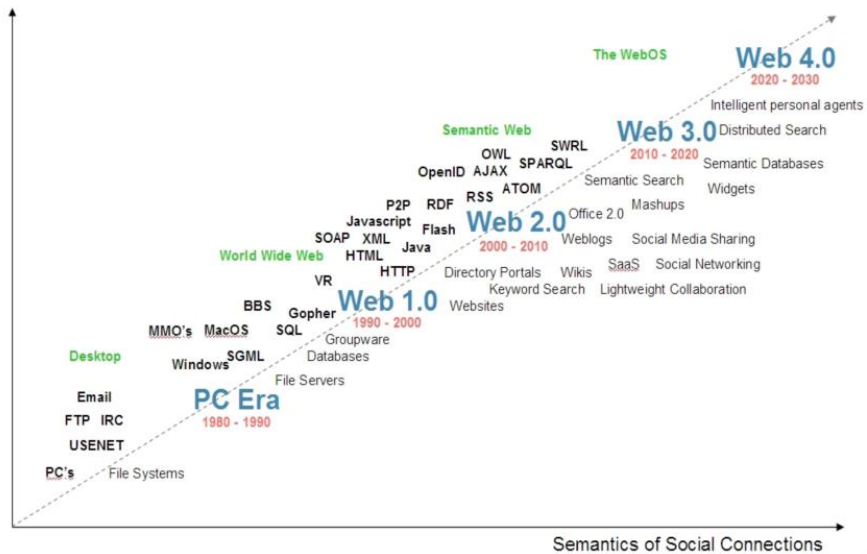 The WebOS
Web 4.0
2020 - 2030
Intelligent personal agents
Semantic Web
Web 3.0
Distributed Search
2010 - 2020
SWRL
OWL
SPARQL
Semantic Databases
OpenID
AJAX
Semantic Search
Widgets
ATOM
RSS
Mashups
P2P
RDF
Office 2.0
Javascript
Flash
Web 2.0
2000 - 2010
SOAP
XML
Java
Weblogs
Social Media Sharing
World Wide Web
HTML
HTTP
Directory Portals
Wikis
SaaS
Social Networking
VR
Keyword Search
Lightweight Collaboration
Web 1.0
1990 - 2000
Websites
BBS
Gopher
MMO's
MacOS
SQL
Groupware
Desktop
Windows
SGML
Databases
File Servers
Email
PC Era
1980 - 1990
FTP
IRC
USENET
PC's
File Systems
Semantics of Social Connections